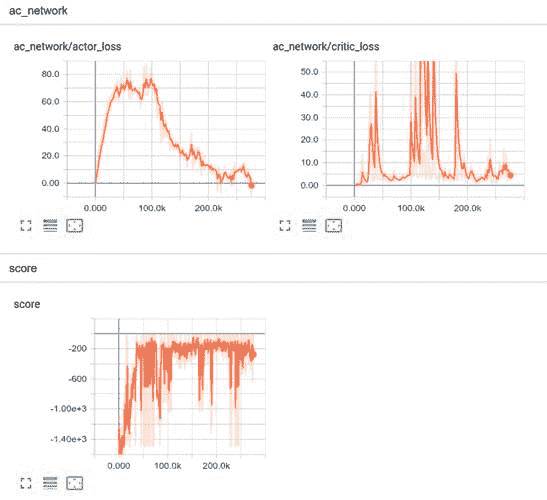 ac_network
ac_network/actor_loss
80.0
60.0
40.0
20.0
0.00
0.000 100.0k 200.0k
ac_network/critic_loss
50.0
40.0
30.0
20.0
10.0
0.00
0.000 100.0k 200.0k
score
score
-200
-600
-1.00e+3
-1.40e+3
0.000 100.0k 200.0k